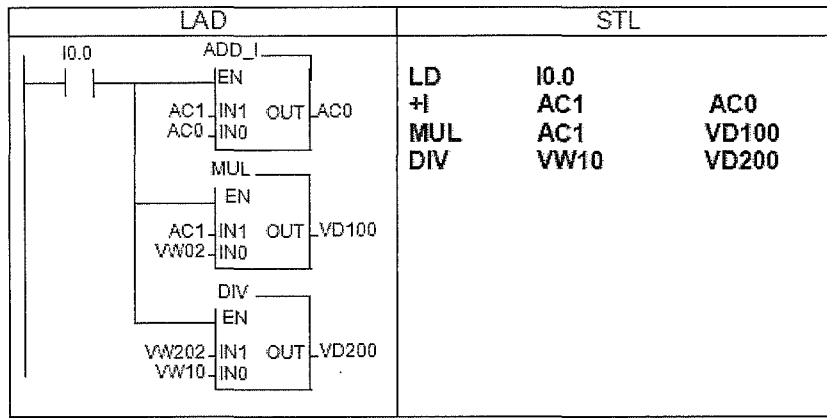 LAD
STL
I0.0
ADD_I
EN
AC1 IN1 OUT AC0
AC0 IN0
MUL
EN
AC1 IN1 OUT VD100
VW02 IN0
DIV
EN
VW202 IN1 OUT VD200
VW10 IN0
LD I0.0
+I AC1 AC0
MUL AC1 VD100
DIV VW10 VD200